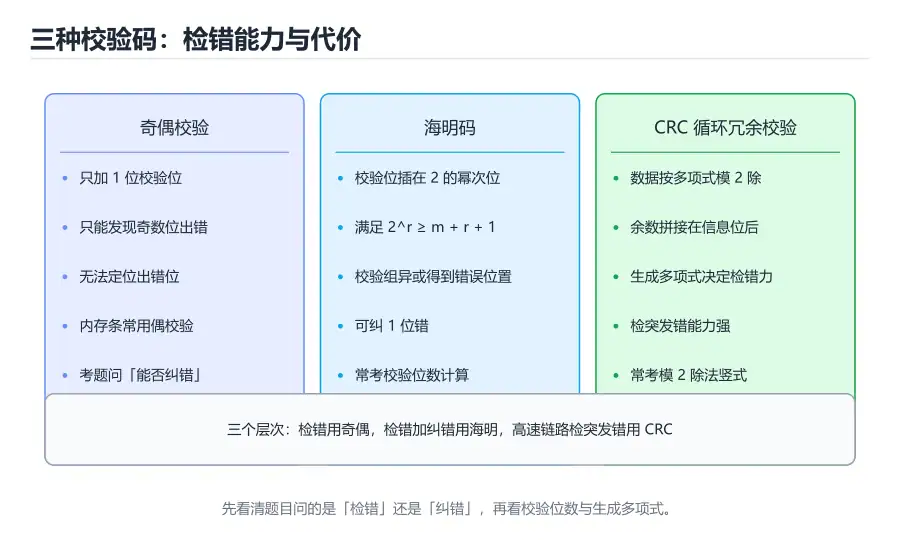 三种校验码：检错能力与代价
奇偶校验
• 只加 1 位校验位
• 只能发现奇数位出错
• 无法定位出错位
• 内存条常用偶校验
• 考题问「能否纠错」
海明码
• 校验位插在 2 的幂次位
• 满足 2^r ≥ m + r + 1
• 校验组异或得到错误位置
• 可纠 1 位错
• 常考校验位数计算
CRC 循环冗余校验
• 数据按多项式模 2 除
• 余数拼接在信息位后
• 生成多项式决定检错力
• 检突发错能力强
• 常考模 2 除法竖式
三个层次：检错用奇偶，检错加纠错用海明，高速链路检突发错用 CRC
先看清题目问的是「检错」还是「纠错」，再看校验位数与生成多项式。